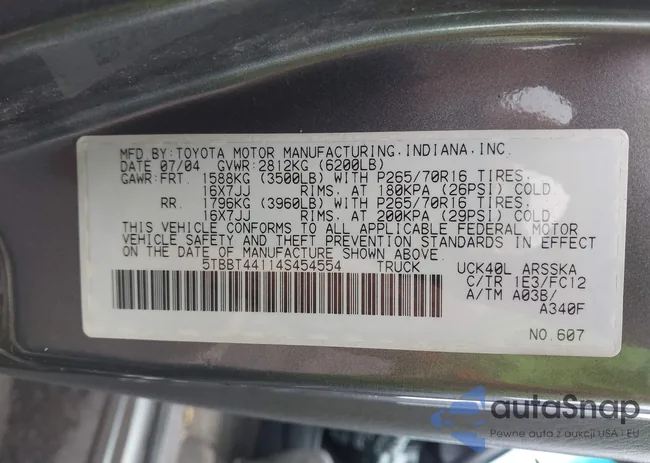 MFD.BY:TOYOTA MOTOR MANUFACTURING,INDIANA,INC.
DATE 07/04 GVWR:2812KG (6200LB)
GAWR:FRT. 1588KG (3500LB) WITH P265/70R16 TIRES,
16X7JJ RIMS, AT 180KPA (26PSI) COLD
RR. 1796KG (3960LB) WITH P265/70R16 TIRES,
16X7JJ RIMS, AT 200KPA (29PSI) COLD
THIS VEHICLE CONFORMS TO ALL APPLICABLE FEDERAL MOTOR
VEHICLE SAFETY AND THEFT PREVENTION STANDARDS IN EFFECT
ON THE DATE OF MANUFACTURE SHOWN ABOVE.
5TBBT44114S454554 TRUCK UCK40L ARSSKA
C/TR 1E3/FC12
A/TM A03B/
A340F
NO.607
autoSnap
Pewne auta z aukcji USA i EU